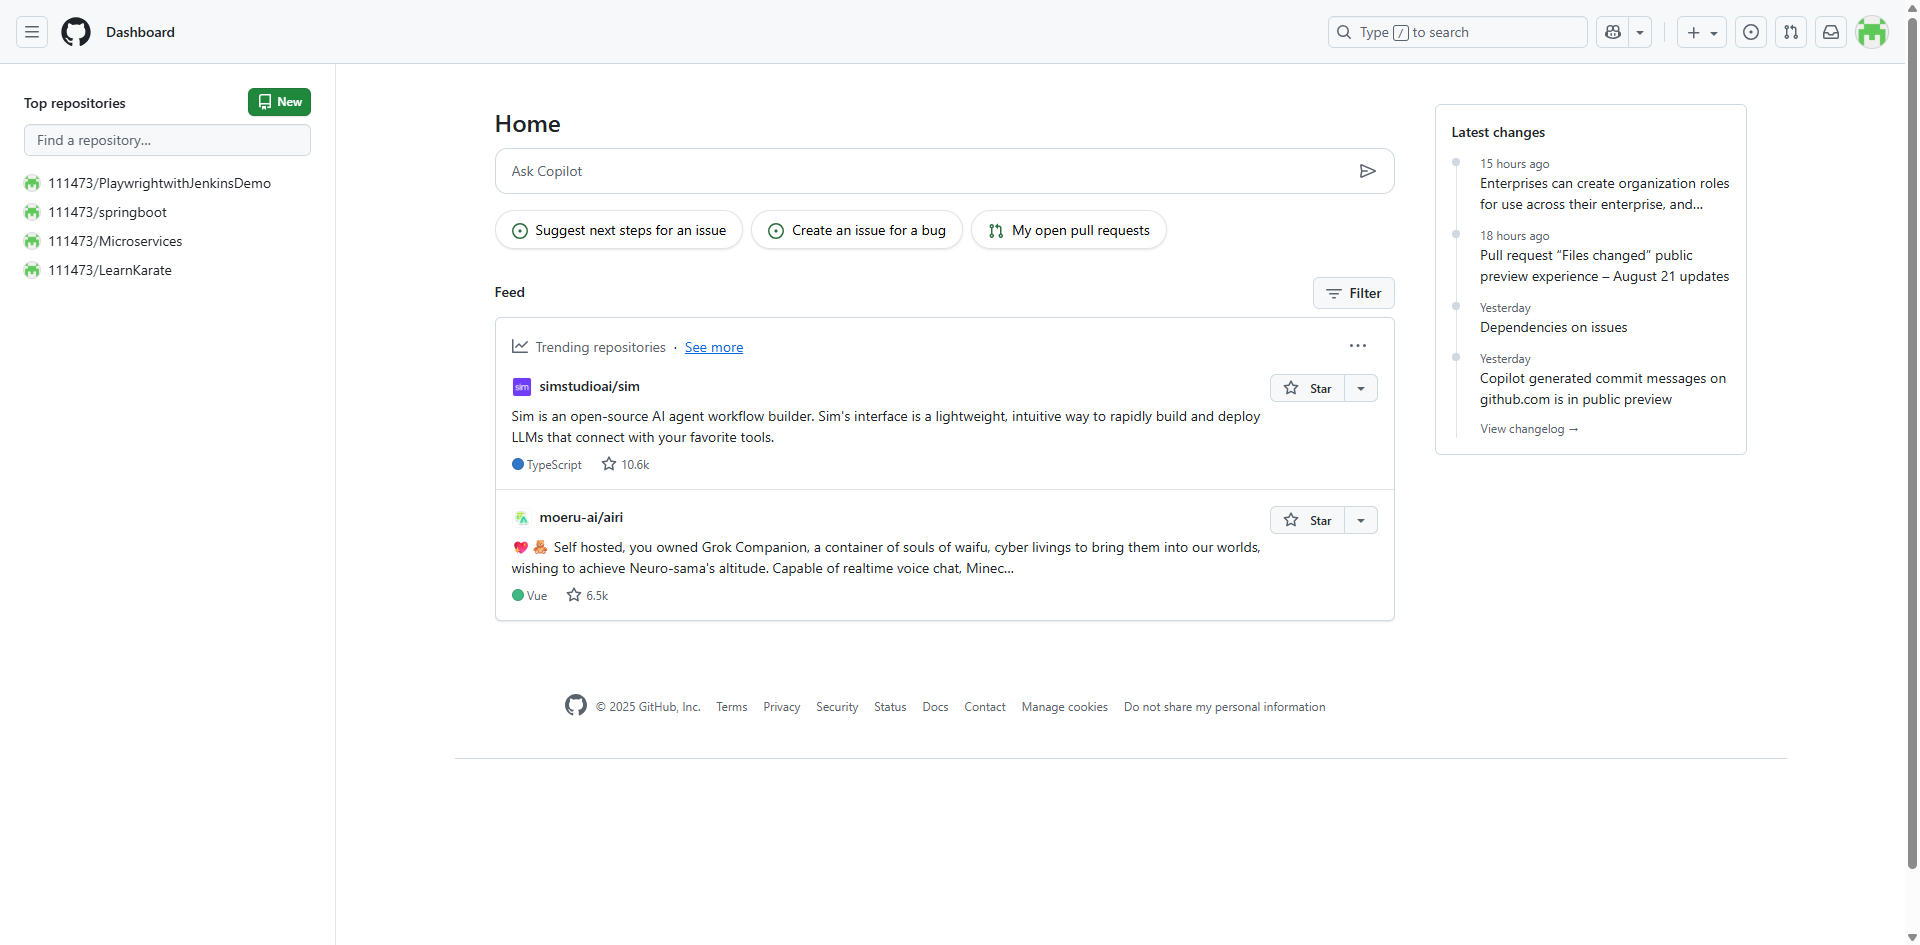 Dashboard
Type / to search
Top repositories
New
Find a repository...
111473/PlaywrightwithJenkinsDemo
111473/springboot
111473/Microservices
111473/LearnKarate
Home
Ask Copilot
Suggest next steps for an issue
Create an issue for a bug
My open pull requests
Feed
Filter
Trending repositories · See more
sim
simstudioai/sim
Star
Sim is an open-source AI agent workflow builder. Sim's interface is a lightweight, intuitive way to rapidly build and deploy
LLMs that connect with your favorite tools.
TypeScript 10.6k
moeru-ai/airi
Star
💖🧸 Self hosted, you owned Grok Companion, a container of souls of waifu, cyber livings to bring them into our worlds,
wishing to achieve Neuro-sama's altitude. Capable of realtime voice chat, Minec...
Vue 6.5k
Latest changes
15 hours ago
Enterprises can create organization roles
for use across their enterprise, and...
18 hours ago
Pull request “Files changed” public
preview experience – August 21 updates
Yesterday
Dependencies on issues
Yesterday
Copilot generated commit messages on
github.com is in public preview
View changelog →
© 2025 GitHub, Inc. Terms Privacy Security Status Docs Contact Manage cookies Do not share my personal information